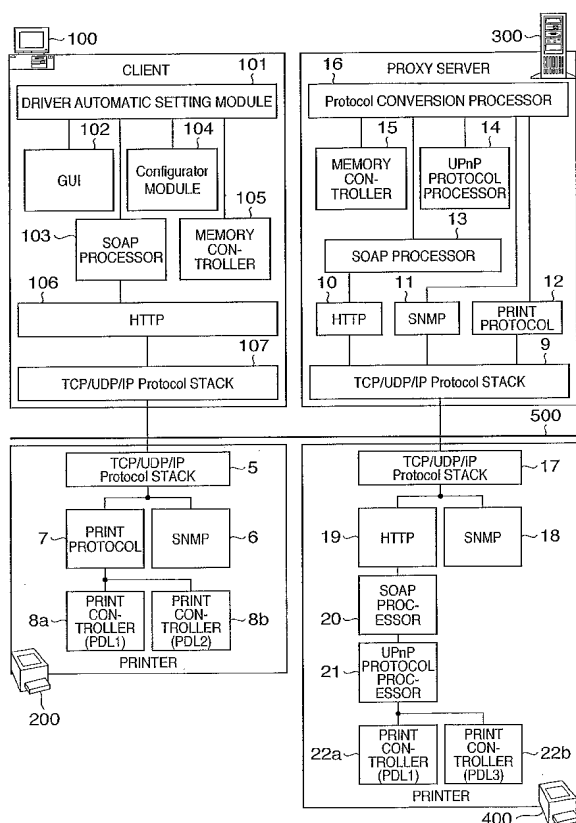 100
CLIENT
101
DRIVER AUTOMATIC SETTING MODULE
102
GUI
104
Configurator
MODULE
103
SOAP
PROCESSOR
105
MEMORY
CON-
TROLLER
106
HTTP
107
TCP/UDP/IP Protocol STACK
300
PROXY SERVER
16
Protocol CONVERSION PROCESSOR
15
MEMORY
CON-
TROLLER
14
UPnP
PROTOCOL
PROCESSOR
13
SOAP PROCESSOR
10
HTTP
11
SNMP
12
PRINT
PROTOCOL
9
TCP/UDP/IP Protocol STACK
500
TCP/UDP/IP
Protocol STACK
5
7
PRINT
PROTOCOL
SNMP
6
8a
PRINT
CON-
TROLLER
(PDL1)
PRINT
CON-
TROLLER
(PDL2)
8b
PRINTER
200
TCP/UDP/IP
Protocol STACK
17
19
HTTP
SNMP
18
20
SOAP
PROC-
ESSOR
21
UPnP
PROTOCOL
PROC-
ESSOR
22a
PRINT
CON-
TROLLER
(PDL1)
PRINT
CON-
TROLLER
(PDL3)
22b
PRINTER
400